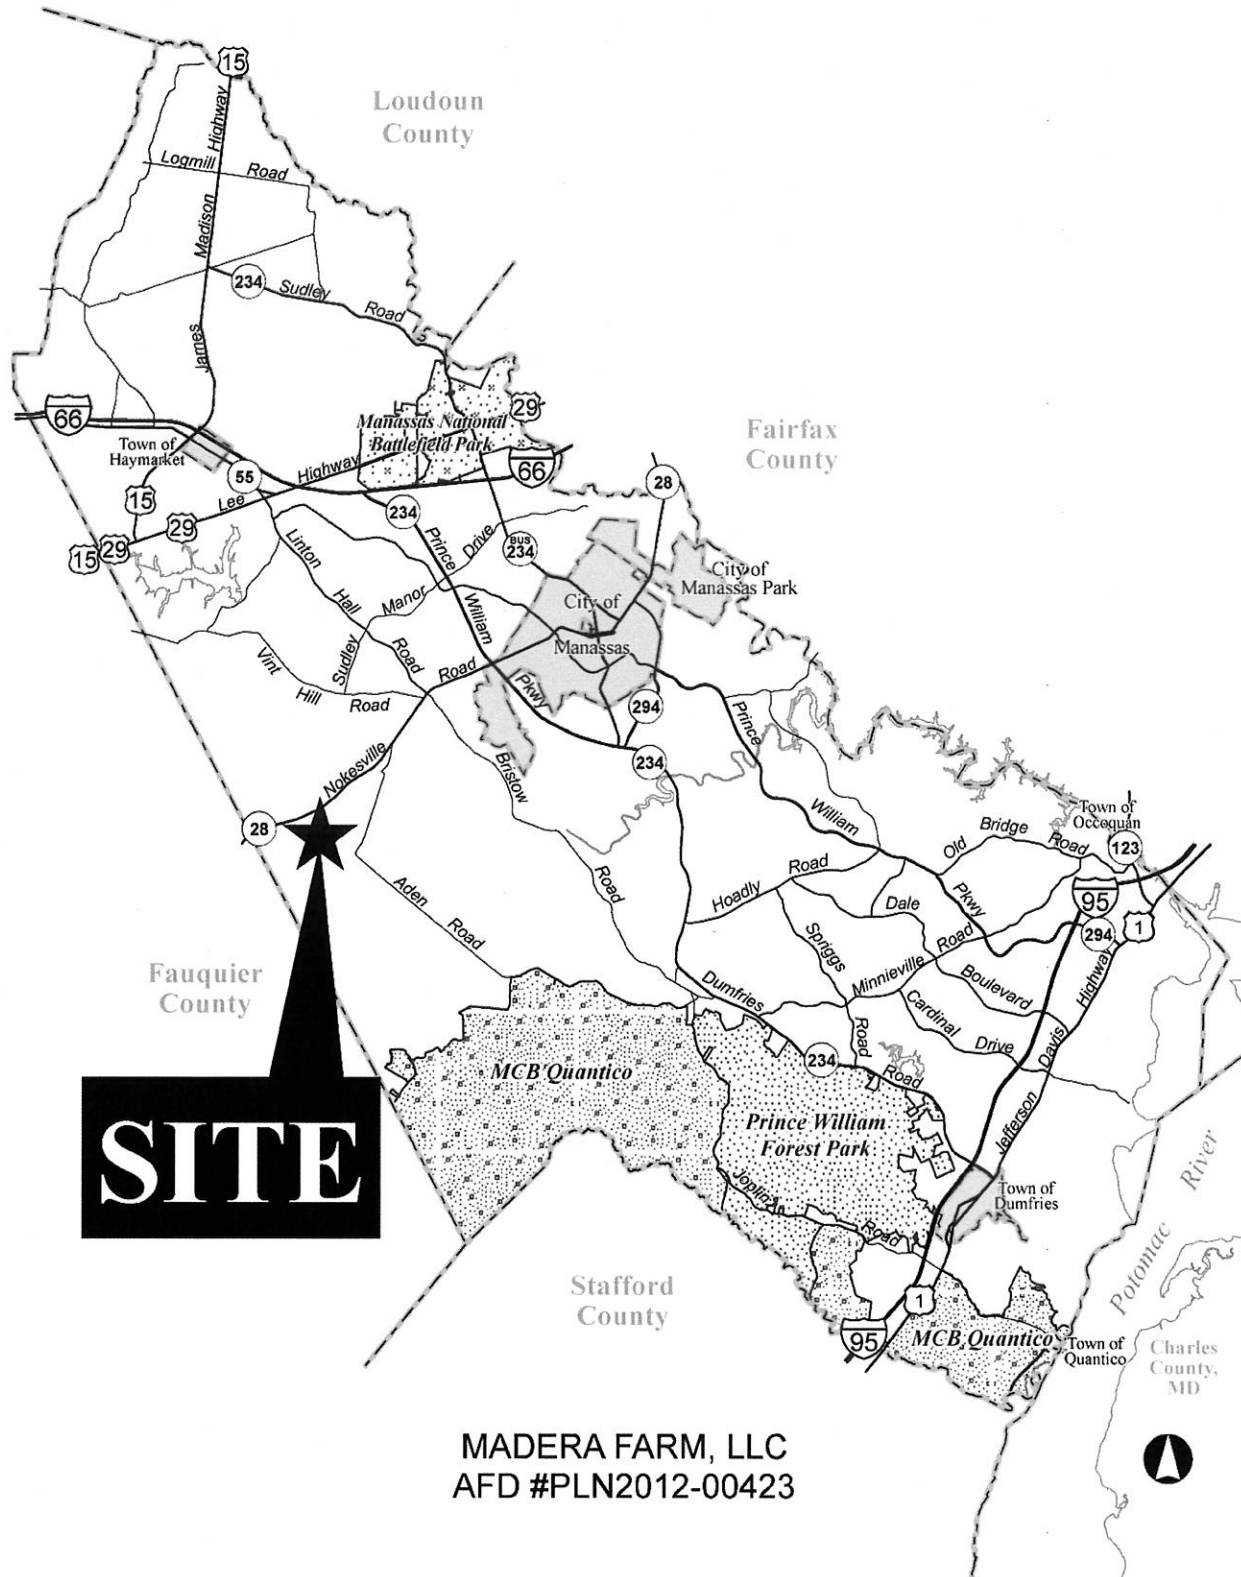 15
Loudoun
County
Highway
Logmill
Road
Madison
234
Sudley
Road
James
66
Manassas National
Battlefield Park
29
Fairfax
County
Town of
Haymarket
Highway
66
55
28
15
Lee
234
29
Prince
Drive
BUS
234
15
29
Linton
City of
Manassas Park
Manor
City of
Hall
William
Manassas
Sudley
Road
Vint
Road
Hill
Road
Pkwy
294
Prince
Nokesville
Bristow
234
28
William
Town of
Occoquan
Old
Bridge
Road
123
Road
Road
Hoadly
Aden
Dale
Pkwy
95
1
294
Road
Spriggs
Road
Fauquier
County
Dumfries
Minnieville
Boulevard
Highway
Cardinal
Drive
Davis
Road
234
Road
MCB Quantico
Jefferson
SITE
Prince William
Forest Park
River
Joplin
Town of
Dumfries
Road
Potomac
Stafford
County
1
95
MCB Quantico
Town of
Quantico
Charles
County,
MD
MADERA FARM, LLC
AFD #PLN2012-00423